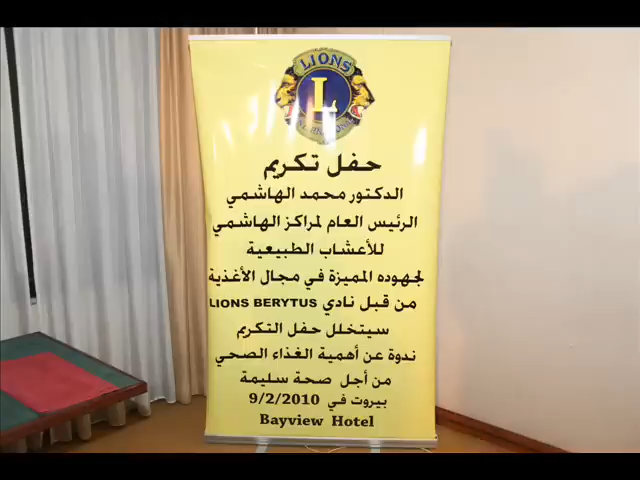 LIONS
L
INTERNATIONAL
حفل تكريم
الدكتور محمد الهاشمي
الرئيس العام لمراكز الهاشمي
للأعشاب الطبيعية
لجهوده المميزة في مجال الأغذية
من قبل نادي LIONS BERYTUS
سيتخلل حفل التكريم
ندوة عن أهمية الغذاء الصحي
من أجل صحة سليمة
بيروت في 9/2/2010
Bayview Hotel